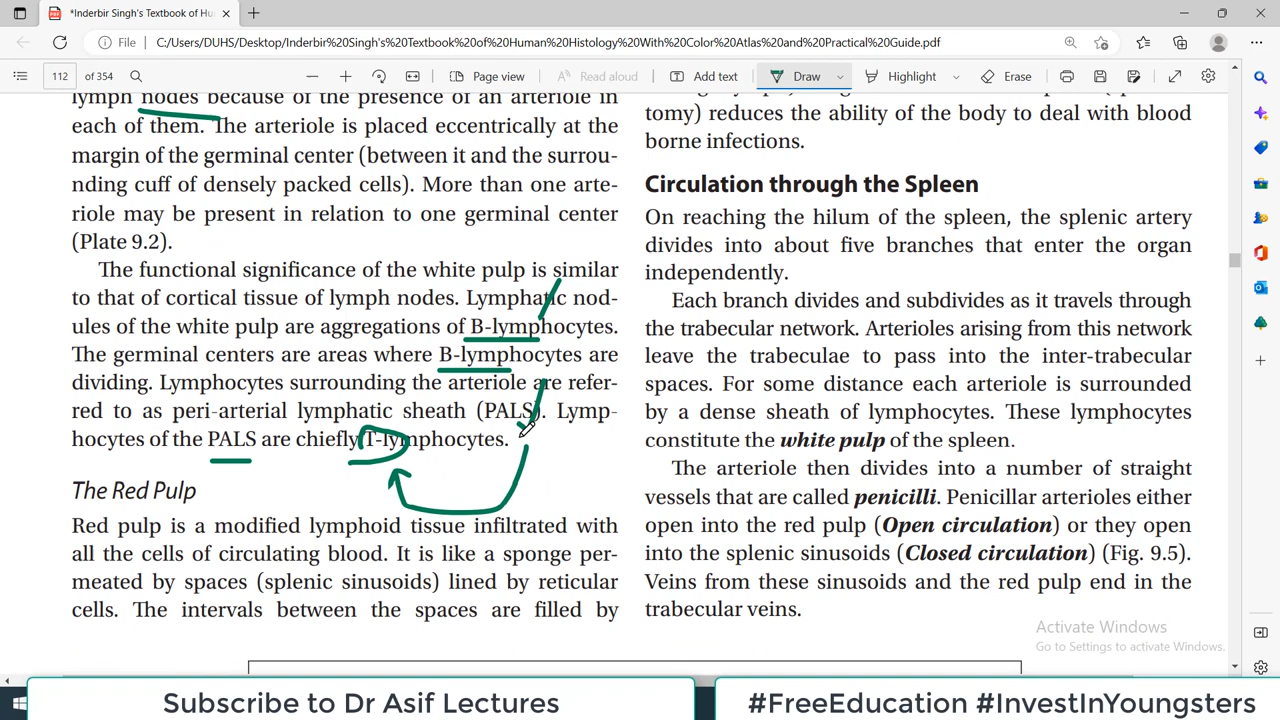 *Inderbir Singh's Textbook of Hu
File
C:/Users/DUHS/Desktop/Inderbir%20Singh's%20Textbook%20of%20Human%20Histology%20With%20Color%20Atlas%20and%20Practical%20Guide.pdf
112 of 354
Page view
Read aloud
Add text
Draw
Highlight
Erase
lymph nodes because of the presence of an arteriole in
each of them. The arteriole is placed eccentrically at the
margin of the germinal center (between it and the surrou-
nding cuff of densely packed cells). More than one arte-
riole may be present in relation to one germinal center
(Plate 9.2).
The functional significance of the white pulp is similar
to that of cortical tissue of lymph nodes. Lymphatic nod-
ules of the white pulp are aggregations of B-lymphocytes.
The germinal centers are areas where B-lymphocytes are
dividing. Lymphocytes surrounding the arteriole are refer-
red to as peri-arterial lymphatic sheath (PALS). Lymp-
hocytes of the PALS are chiefly T-lymphocytes.
The Red Pulp
Red pulp is a modified lymphoid tissue infiltrated with
all the cells of circulating blood. It is like a sponge per-
meated by spaces (splenic sinusoids) lined by reticular
cells. The intervals between the spaces are filled by
tomy) reduces the ability of the body to deal with blood
borne infections.
Circulation through the Spleen
On reaching the hilum of the spleen, the splenic artery
divides into about five branches that enter the organ
independently.
Each branch divides and subdivides as it travels through
the trabecular network. Arterioles arising from this network
leave the trabeculae to pass into the inter-trabecular
spaces. For some distance each arteriole is surrounded
by a dense sheath of lymphocytes. These lymphocytes
constitute the white pulp of the spleen.
The arteriole then divides into a number of straight
vessels that are called penicilli. Penicillar arterioles either
open into the red pulp (Open circulation) or they open
into the splenic sinusoids (Closed circulation) (Fig. 9.5).
Veins from these sinusoids and the red pulp end in the
trabecular veins.
Activate Windows
Go to Settings to activate Windows.
Subscribe to Dr Asif Lectures
#FreeEducation #InvestInYoungsters